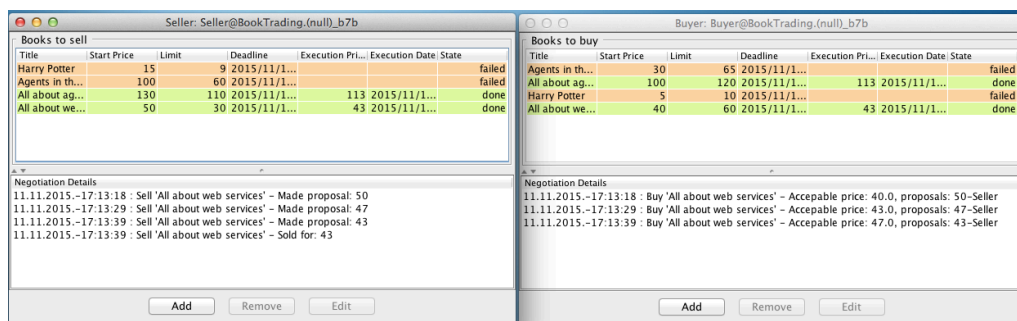 Seller: Seller@BookTrading.(null)_b7b
Books to sell
Title Start Price Limit Deadline Execution Pri... Execution Date State
Harry Potter 15 9 2015/11/1... failed
Agents in th... 100 60 2015/11/1... failed
All about ag... 130 110 2015/11/1... 113 2015/11/1... done
All about we... 50 30 2015/11/1... 43 2015/11/1... done
Negotiation Details
11.11.2015.-17:13:18 : Sell 'All about web services' - Made proposal: 50
11.11.2015.-17:13:29 : Sell 'All about web services' - Made proposal: 47
11.11.2015.-17:13:39 : Sell 'All about web services' - Made proposal: 43
11.11.2015.-17:13:39 : Sell 'All about web services' - Sold for: 43
Add Remove Edit
Buyer: Buyer@BookTrading.(null)_b7b
Books to buy
Title Start Price Limit Deadline Execution Pri... Execution Date State
Agents in th... 30 65 2015/11/1... failed
All about ag... 100 120 2015/11/1... 113 2015/11/1... done
Harry Potter 5 10 2015/11/1... failed
All about we... 40 60 2015/11/1... 43 2015/11/1... done
Negotiation Details
11.11.2015.-17:13:18 : Buy 'All about web services' - Accepable price: 40.0, proposals: 50-Seller
11.11.2015.-17:13:29 : Buy 'All about web services' - Accepable price: 43.0, proposals: 47-Seller
11.11.2015.-17:13:39 : Buy 'All about web services' - Accepable price: 47.0, proposals: 43-Seller
Add Remove Edit